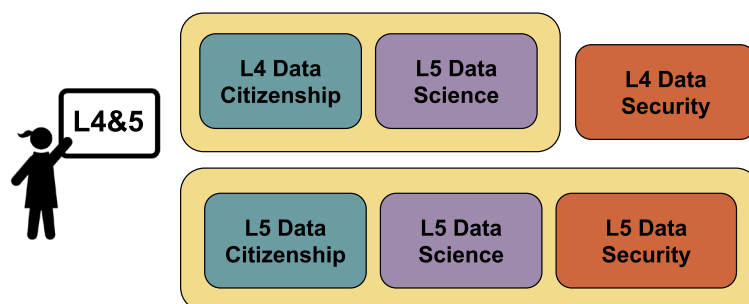 L4&5
L4 Data
Citizenship
L5 Data
Science
L4 Data
Security
L5 Data
Citizenship
L5 Data
Science
L5 Data
Security